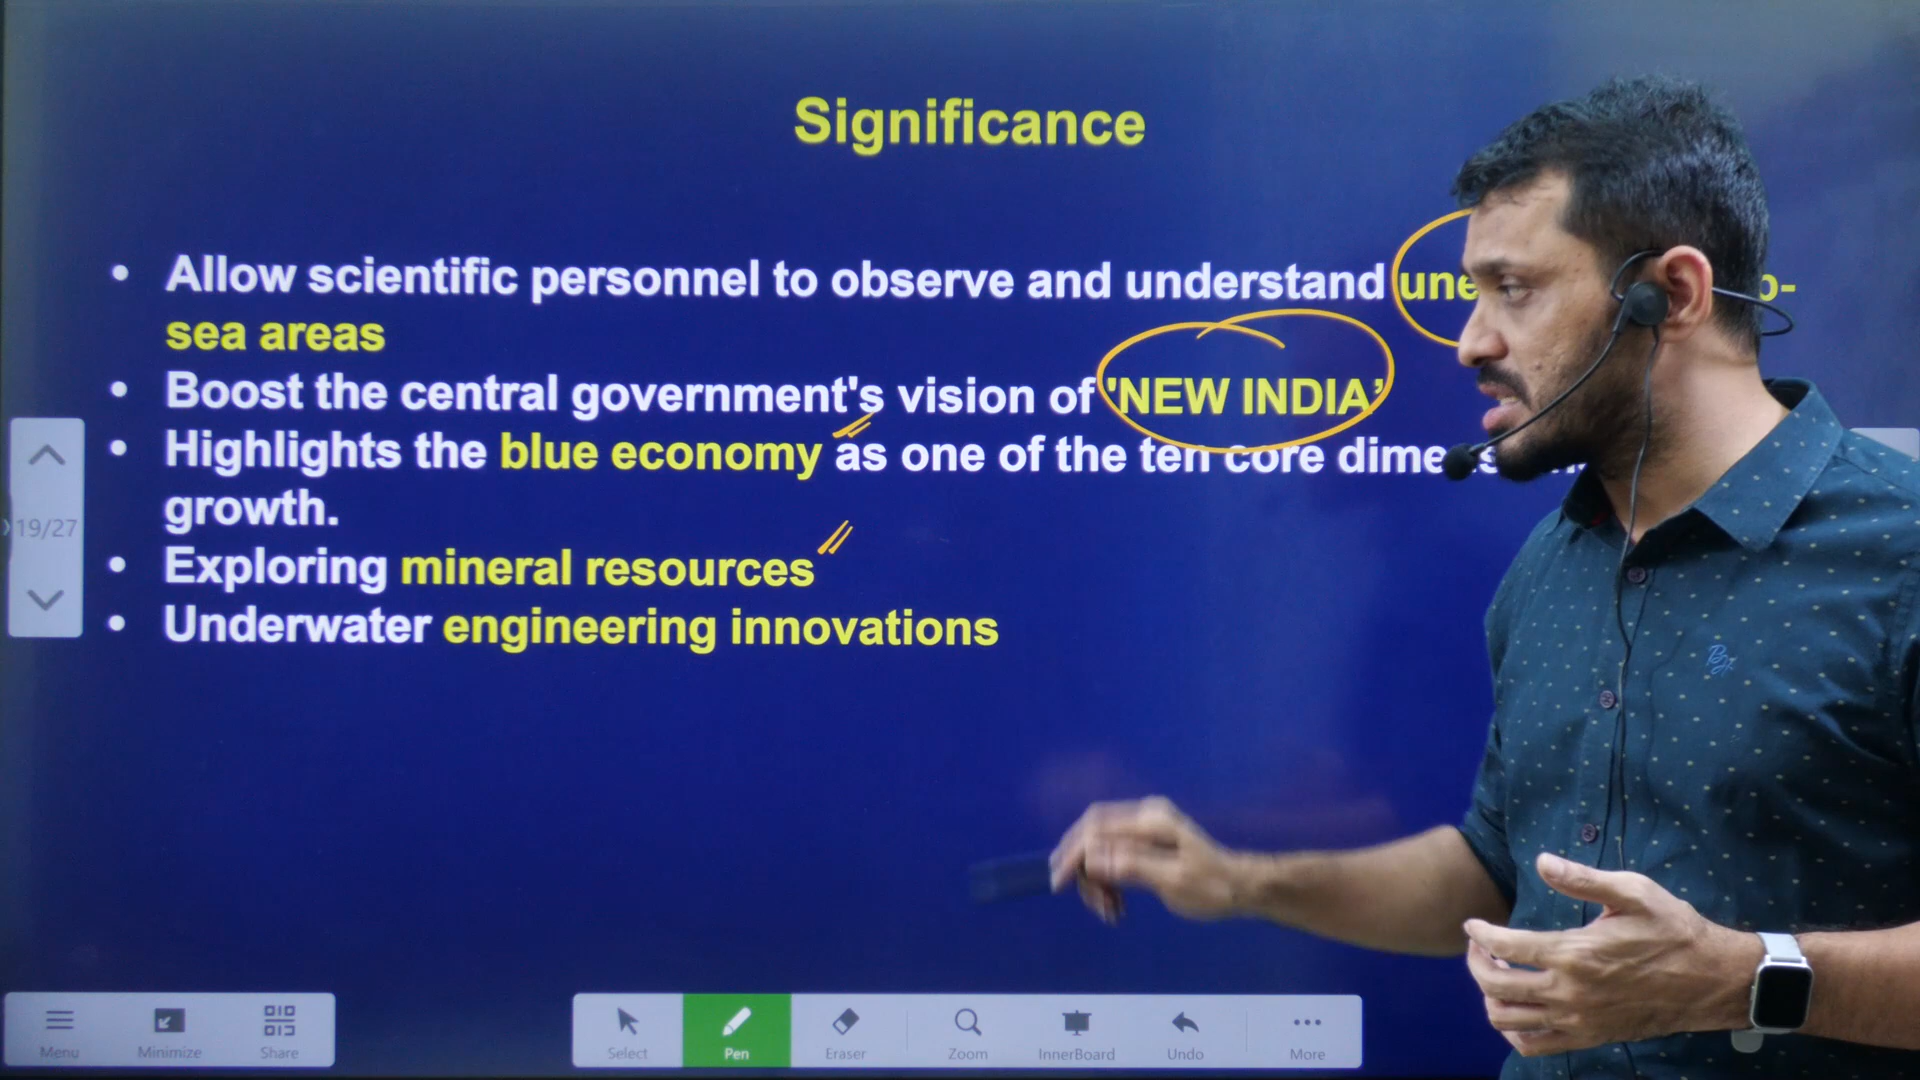 Significance
• Allow scientific personnel to observe and understand
sea areas
• Boost the central government's vision of 'NEW INDIA'
• Highlights the blue economy as one of the ten core
growth.
• Exploring mineral resources
• Underwater engineering innovations
19/27
Menu Minimize Share Select Pen Eraser Zoom InnerBoard Undo More